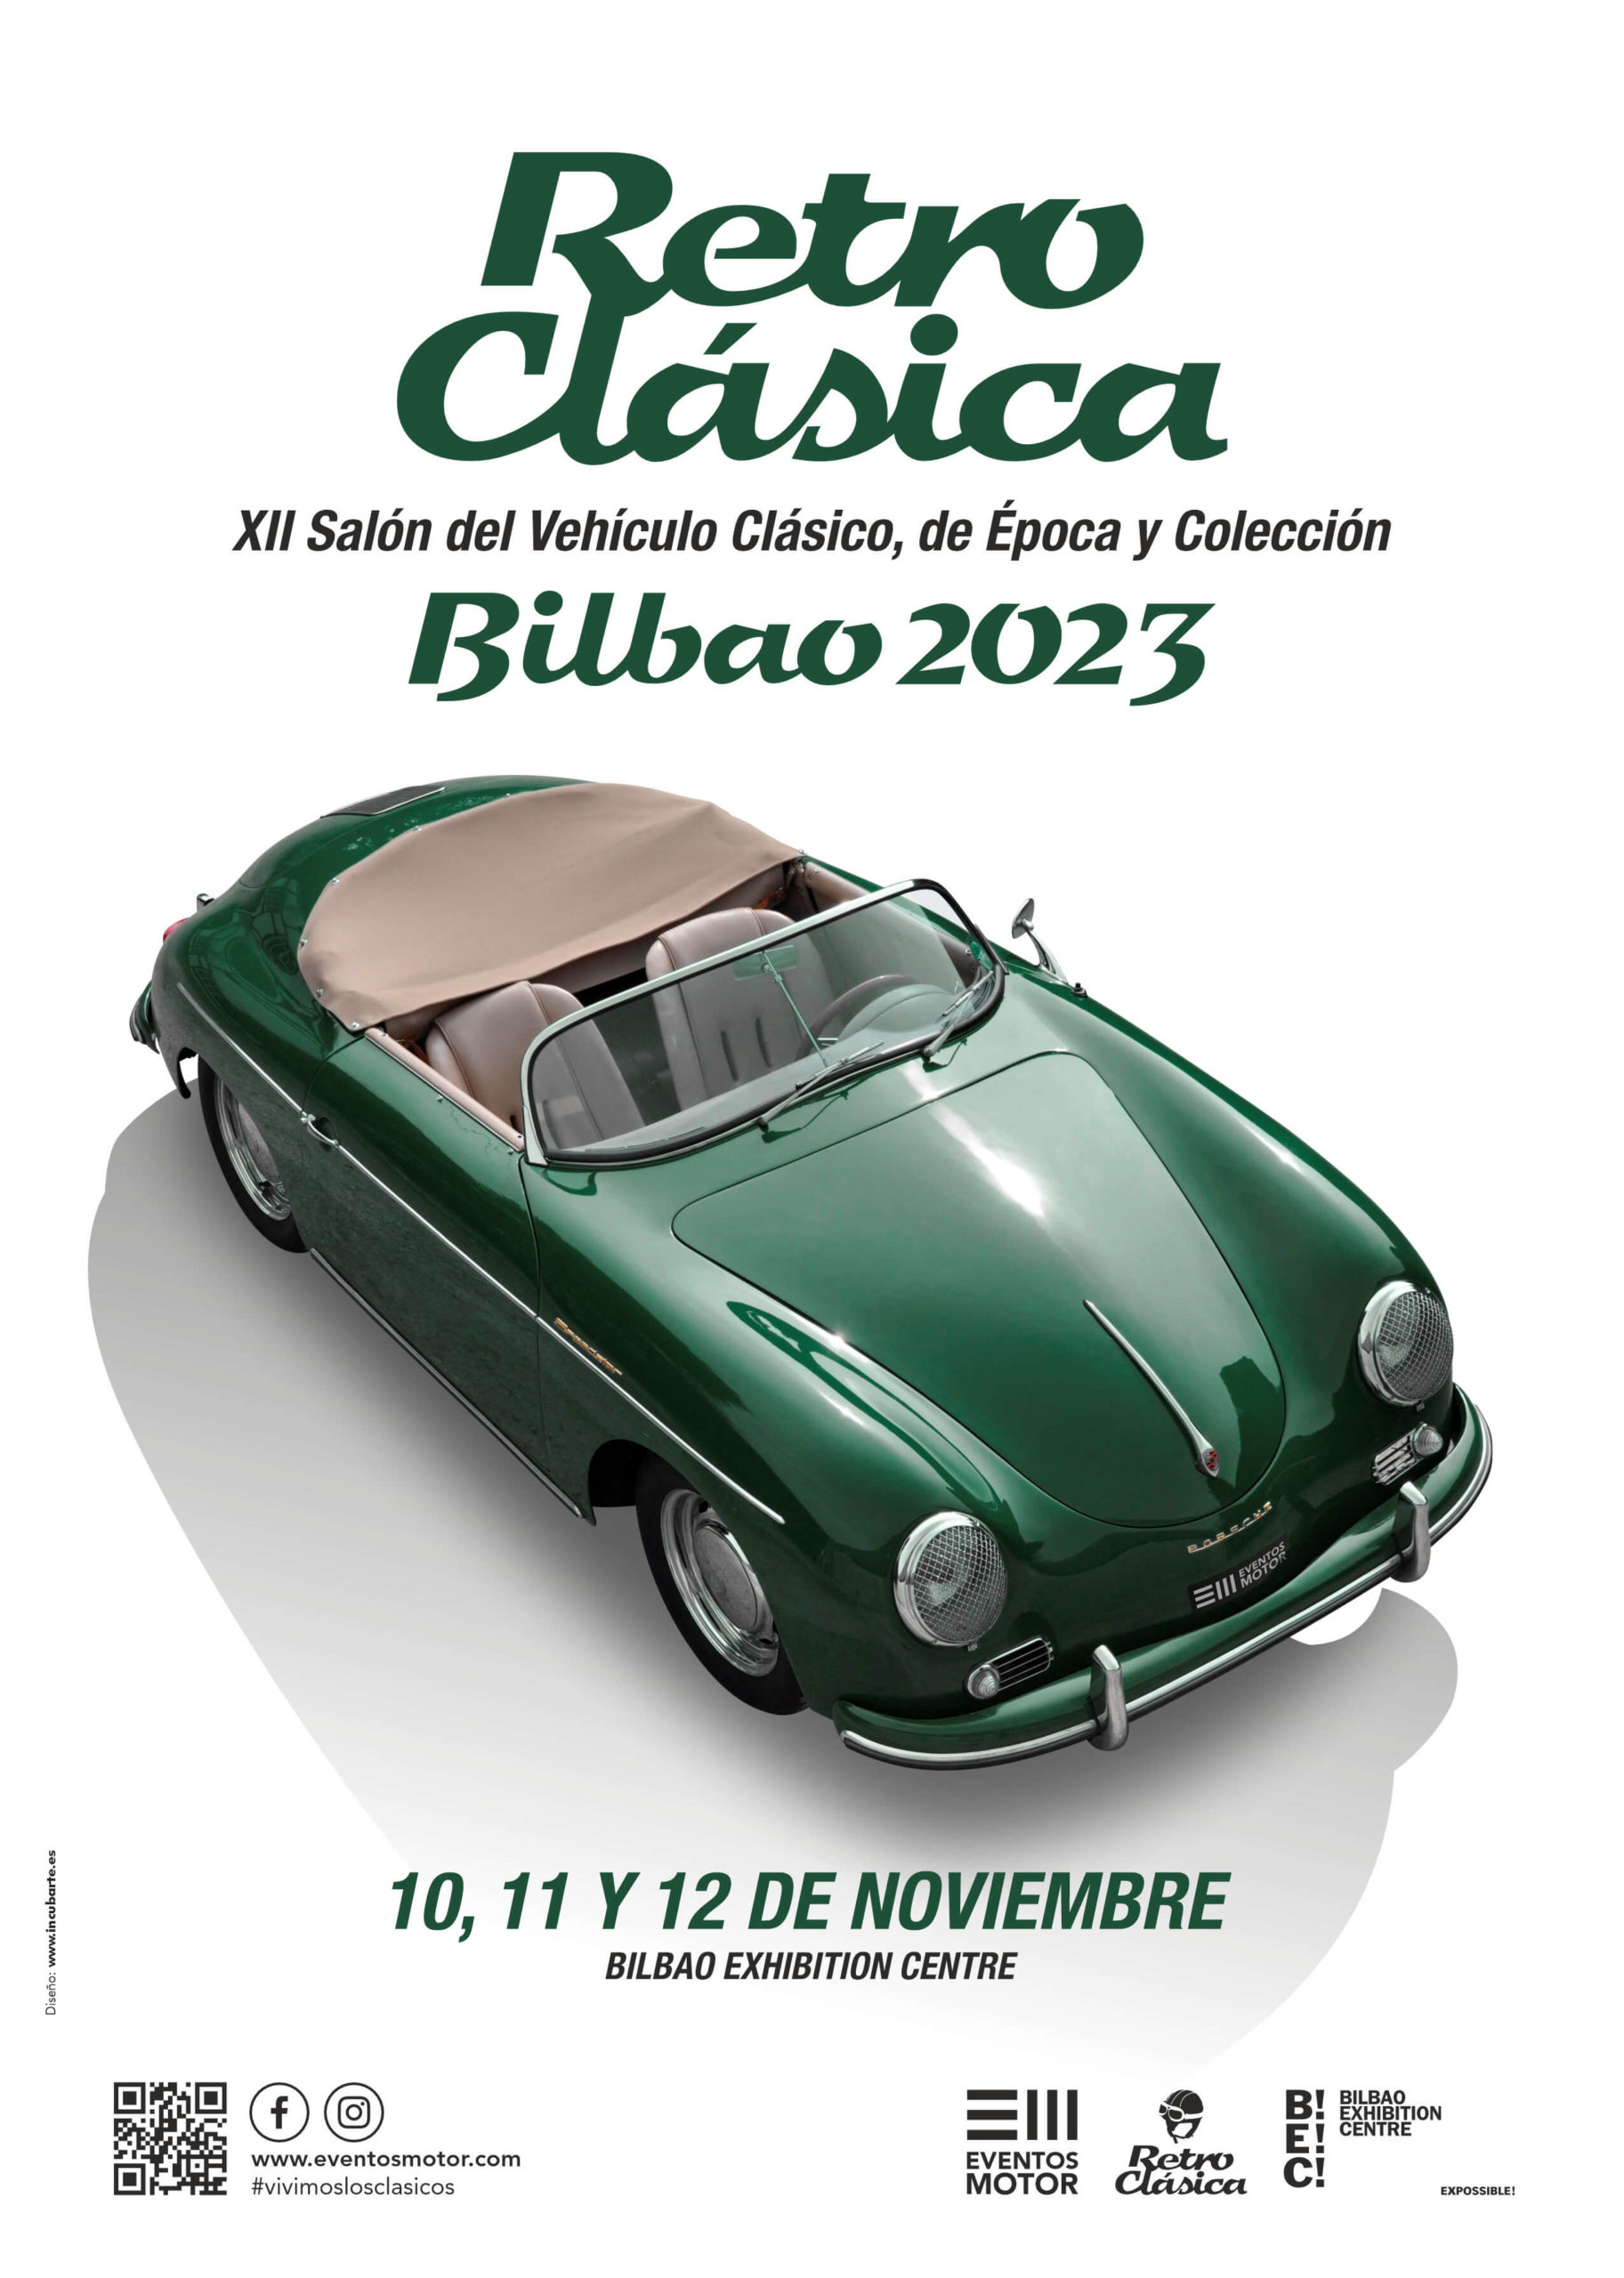 Retro
Clásica
XII Salón del Vehículo Clásico, de Época y Colección
Bilbao 2023
Speedster
PORSCHE
EVENTOS
MOTOR
10, 11 Y 12 DE NOVIEMBRE
BILBAO EXHIBITION CENTRE
Diseño: www.incubarte.es
www.eventosmotor.com
#vivimoslosclasicos
EVENTOS
MOTOR
Retro
Clásica
B!
E!
C!
BILBAO
EXHIBITION
CENTRE
EXPOSSIBLE!